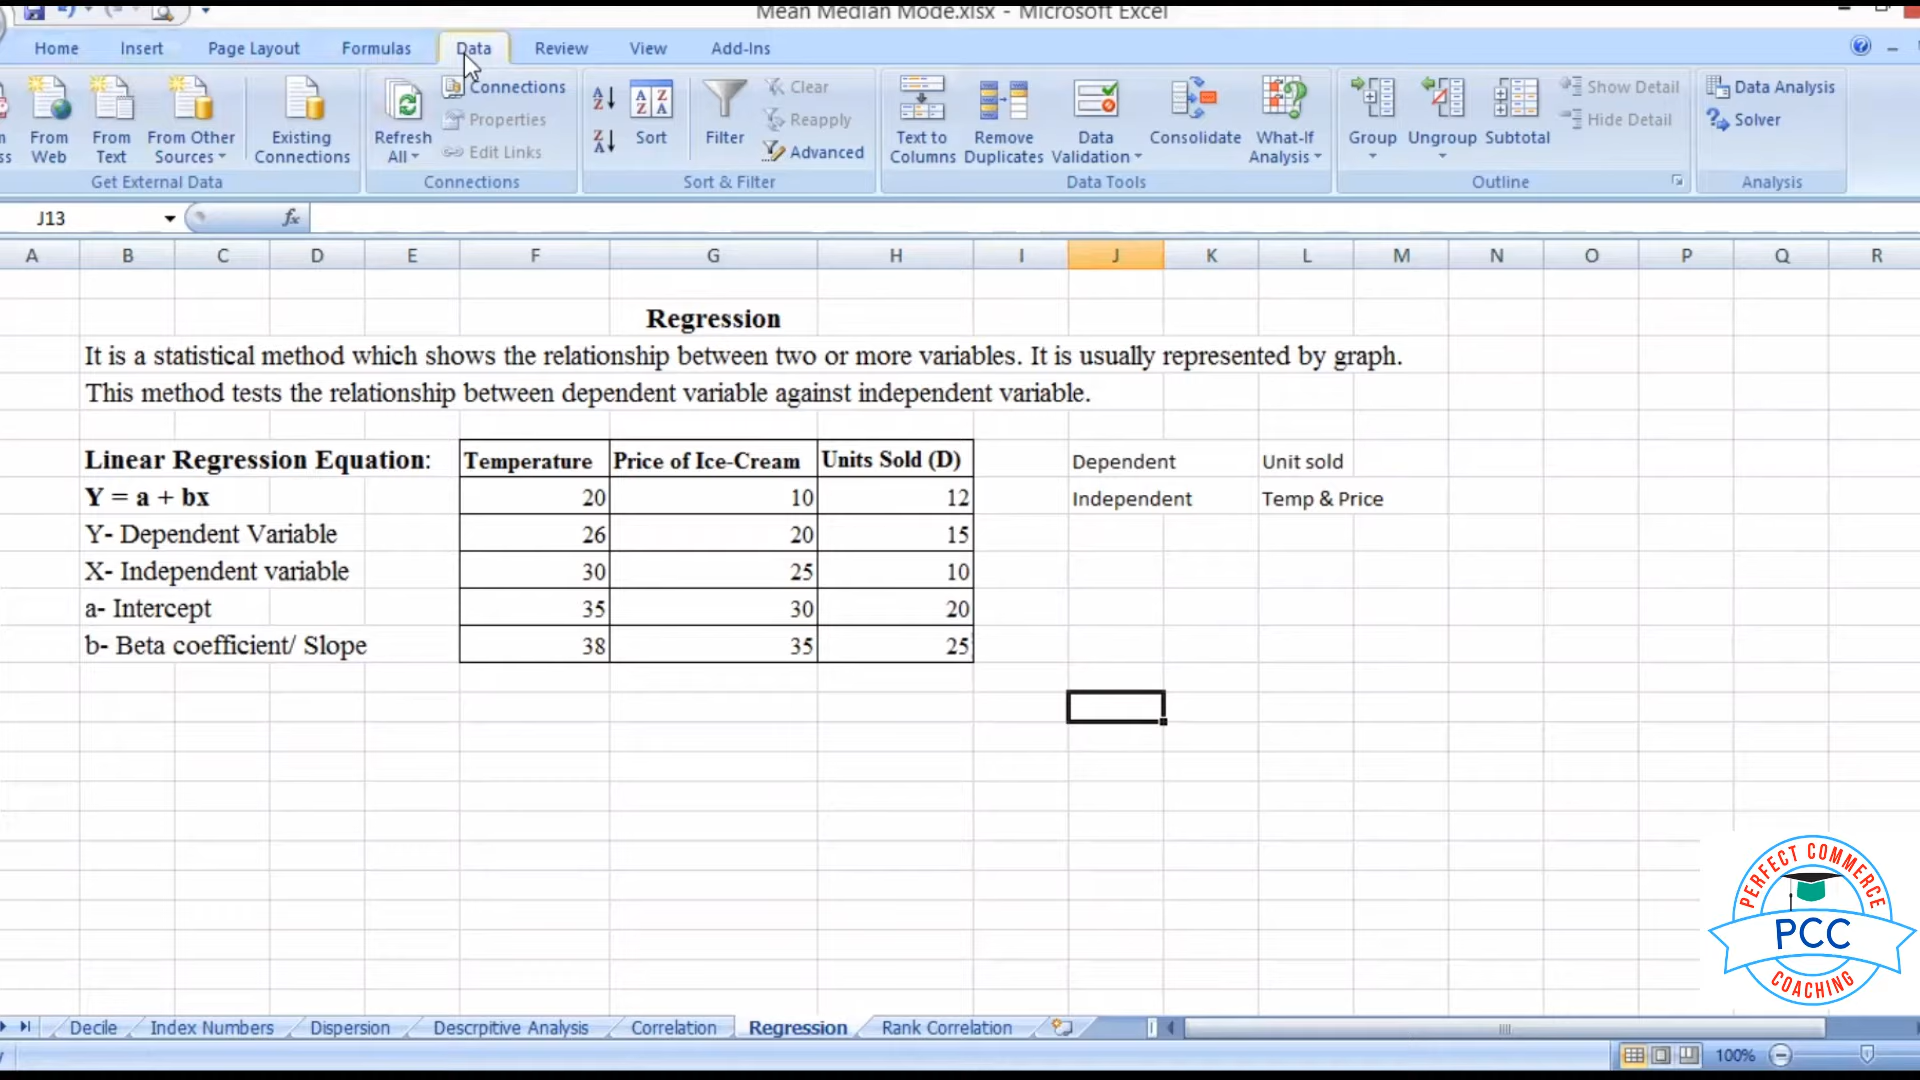 Mean Median Mode.xlsx - Microsoft Excel
Home Insert Page Layout Formulas Data Review View Add-Ins
From Web
From Text
From Other Sources
Existing Connections
Get External Data
Refresh All
Connections
Properties
Edit Links
Connections
Sort
Filter
Clear
Reapply
Advanced
Sort & Filter
Text to Columns
Remove Duplicates
Data Validation
Consolidate
What-If Analysis
Data Tools
Group
Ungroup
Subtotal
Show Detail
Hide Detail
Outline
Data Analysis
Solver
Analysis
J13 fx
A B C D E F G H I J K L M N O P Q R
Regression
It is a statistical method which shows the relationship between two or more variables. It is usually represented by graph.
This method tests the relationship between dependent variable against independent variable.
Linear Regression Equation: Temperature Price of Ice-Cream Units Sold (D) Dependent Unit sold
Y = a + bx 20 10 12 Independent Temp & Price
Y- Dependent Variable 26 20 15
X- Independent variable 30 25 10
a- Intercept 35 30 20
b- Beta coefficient/ Slope 38 35 25
PERFECT COMMERCE
PCC
COACHING
Decile Index Numbers Dispersion Descrpitive Analysis Correlation Regression Rank Correlation
100%